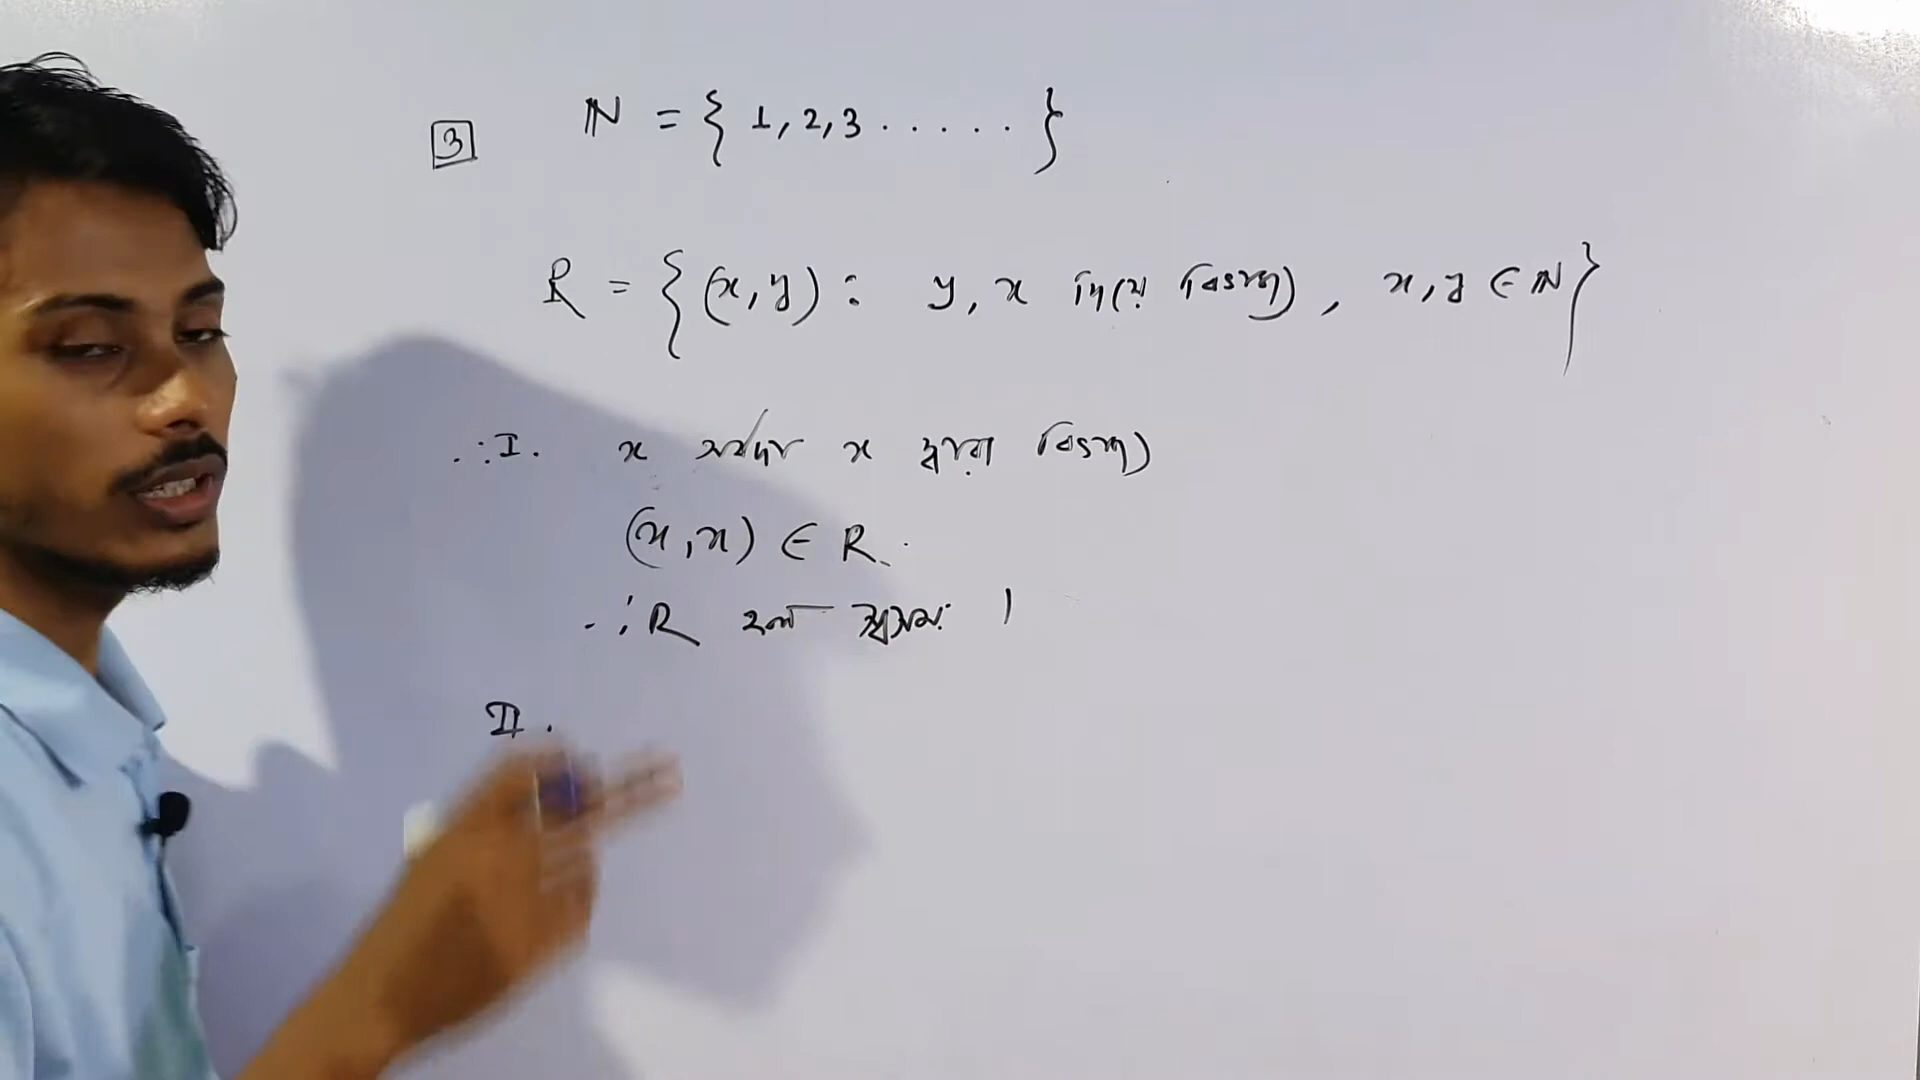 3 N = { 1, 2, 3 . . . . . }
R = { (x, y) : y, x দিয়ে বিভাজ্য, x, y ∈ N }
∴ I. x সর্বদা x দ্বারা বিভাজ্য
(x, x) ∈ R.
∴ R হল স্বসম।
II.